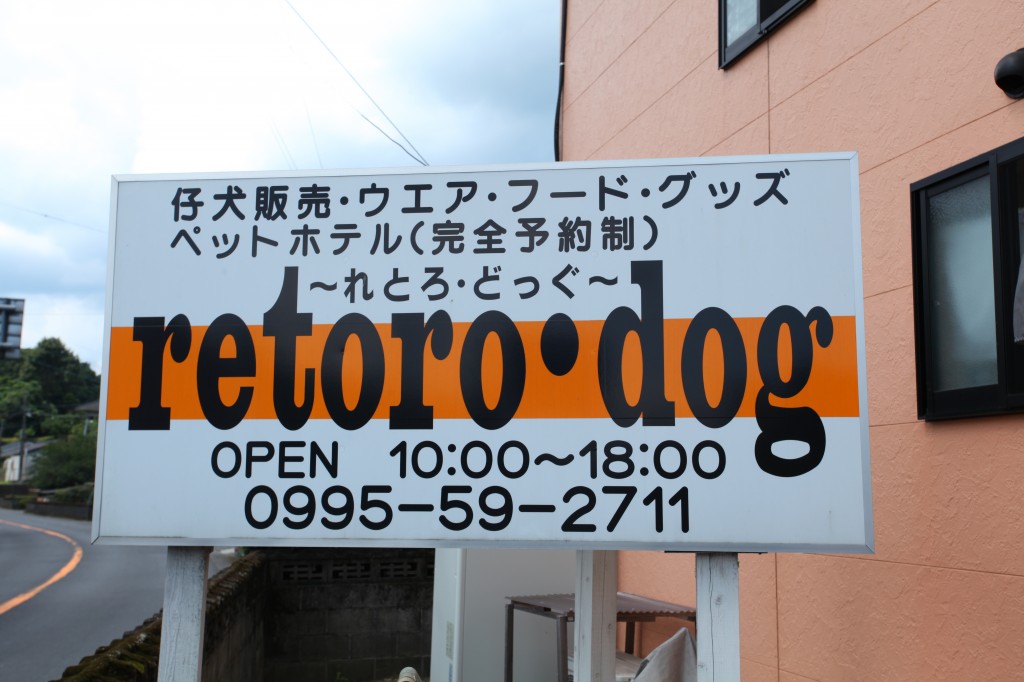 仔犬販売・ウエア・フード・グッズ
ペットホテル(完全予約制)
～れとろ・どっぐ～
retoro・dog
OPEN 10:00～18:00
0995-59-2711